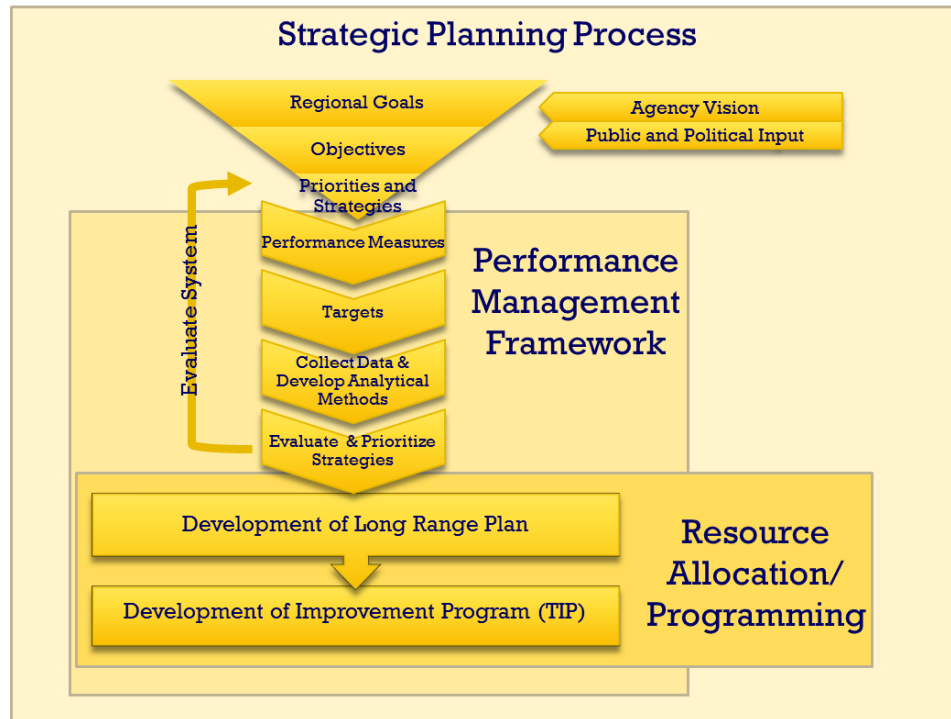 Strategic Planning Process
Regional Goals
Agency Vision
Objectives
Public and Political Input
Priorities and
Strategies
Performance Measures
Performance
Management
Framework
Targets
Evaluate System
Collect Data &
Develop Analytical
Methods
Evaluate & Prioritize
Strategies
Development of Long Range Plan
Resource
Allocation/
Programming
Development of Improvement Program (TIP)